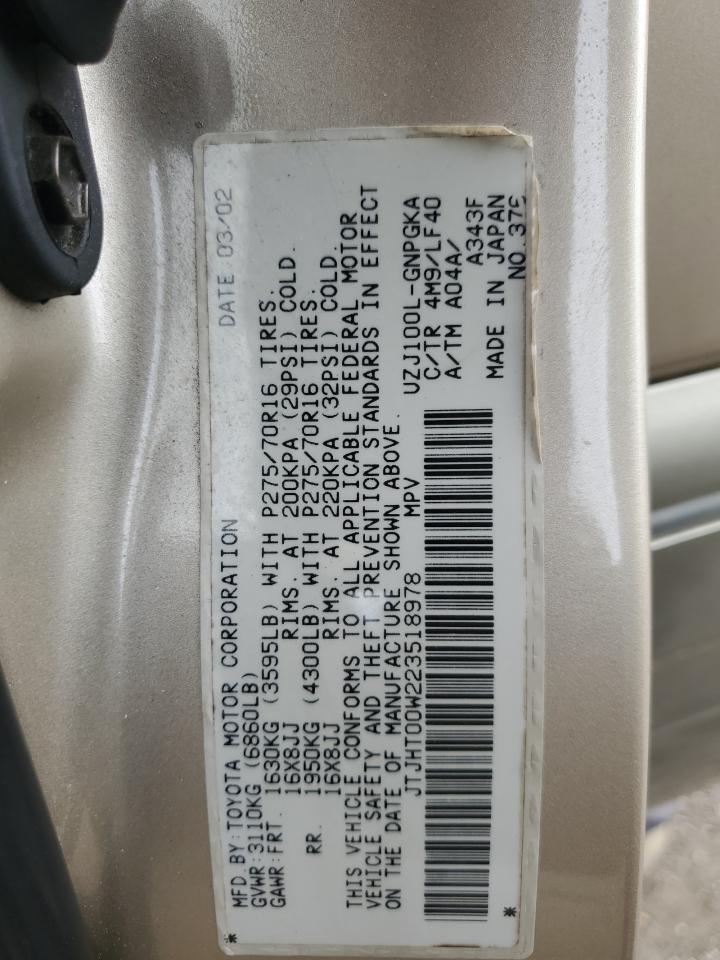 DATE 03/02
* MFD.BY:TOYOTA MOTOR CORPORATION
GVWR:3110KG (6860LB)
GAWR:FRT. 1630KG (3595LB) WITH P275/70R16 TIRES.
16X8JJ RIMS. AT 200KPA (29PSI) COLD.
RR. 1950KG (4300LB) WITH P275/70R16 TIRES.
16X8JJ RIMS. AT 220KPA (32PSI) COLD.
THIS VEHICLE CONFORMS TO ALL APPLICABLE FEDERAL MOTOR
VEHICLE SAFETY AND THEFT PREVENTION STANDARDS IN EFFECT
ON THE DATE OF MANUFACTURE SHOWN ABOVE.
JTJHT00W223518978 MPV
UZJ100L-GNPGKA
C/TR 4M9/LF40
A/TM A04A/
A343F
MADE IN JAPAN
* NO.